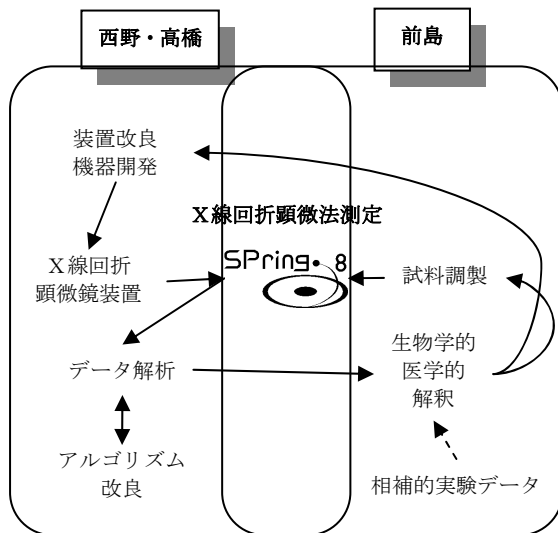 西野・高橋
前島
装置改良
機器開発
X線回折顕微法測定
SPring・8
X線回折
顕微鏡装置
試料調製
データ解析
生物学的
医学的
解釈
アルゴリズム
改良
相補的実験データ